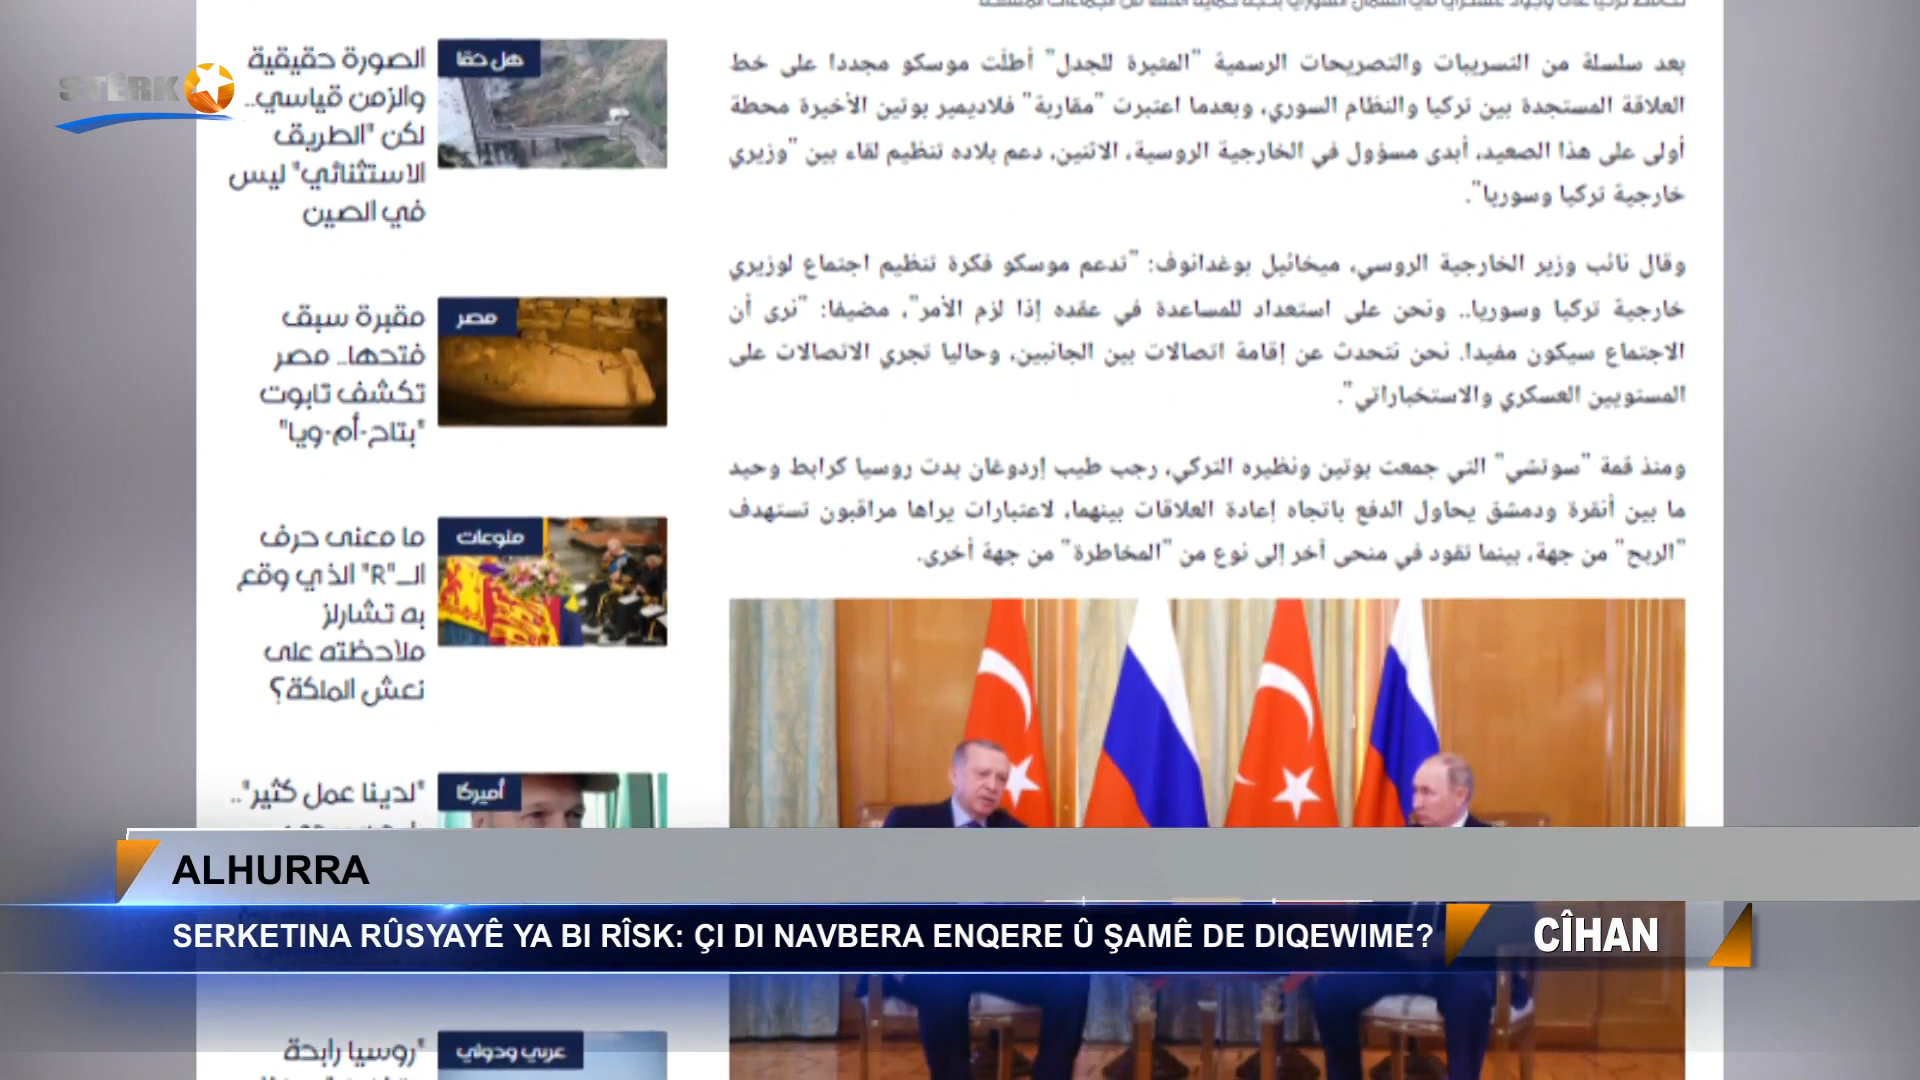 STÊRK
بعد سلسلة من التسريبات والتصريحات الرسمية "المثيرة للجدل" أطلّت موسكو مجددا على خط
العلاقة المستجدة بين تركيا والنظام السوري، وبعدما اعتبرت "مقاربة" فلاديمير بوتين الأخيرة محطة
أولى على هذا الصعيد، أبدى مسؤول في الخارجية الروسية، الاثنين، دعم بلاده تنظيم لقاء بين "وزيري
خارجية تركيا وسوريا".
وقال نائب وزير الخارجية الروسي، ميخائيل بوغدانوف: "تدعم موسكو فكرة تنظيم اجتماع لوزيري
خارجية تركيا وسوريا.. ونحن على استعداد للمساعدة في عقده إذا لزم الأمر"، مضيفا: "نرى أن
الاجتماع سيكون مفيدا. نحن نتحدث عن إقامة اتصالات بين الجانبين، وحاليا تجري الاتصالات على
المستويين العسكري والاستخباراتي".
ومنذ قمة "سوتشي" التي جمعت بوتين ونظيره التركي، رجب طيب إردوغان بدت روسيا كرابط وحيد
ما بين أنقرة ودمشق يحاول الدفع باتجاه إعادة العلاقات بينهما، لاعتبارات يراها مراقبون تستهدف
"الربح" من جهة، بينما تقود في منحى آخر إلى نوع من "المخاطرة" من جهة أخرى.
هل حقا
الصورة حقيقية
والزمن قياسي..
لكن "الطريق
الاستثنائي" ليس
في الصين
مصر
مقبرة سبق
فتحها.. مصر
تكشف تابوت
"بتاح-أم-ويا"
منوعات
ما معنى حرف
الـ"R" الذي وقع
به تشارلز
ملاحظته على
نعش الملكة؟
أميركا
"لدينا عمل كثير"..
عربي ودولي
"روسيا رابحة
ALHURRA
SERKETINA RÛSYAYÊ YA BI RÎSK: ÇI DI NAVBERA ENQERE Û ŞAMÊ DE DIQEWIME?
CÎHAN